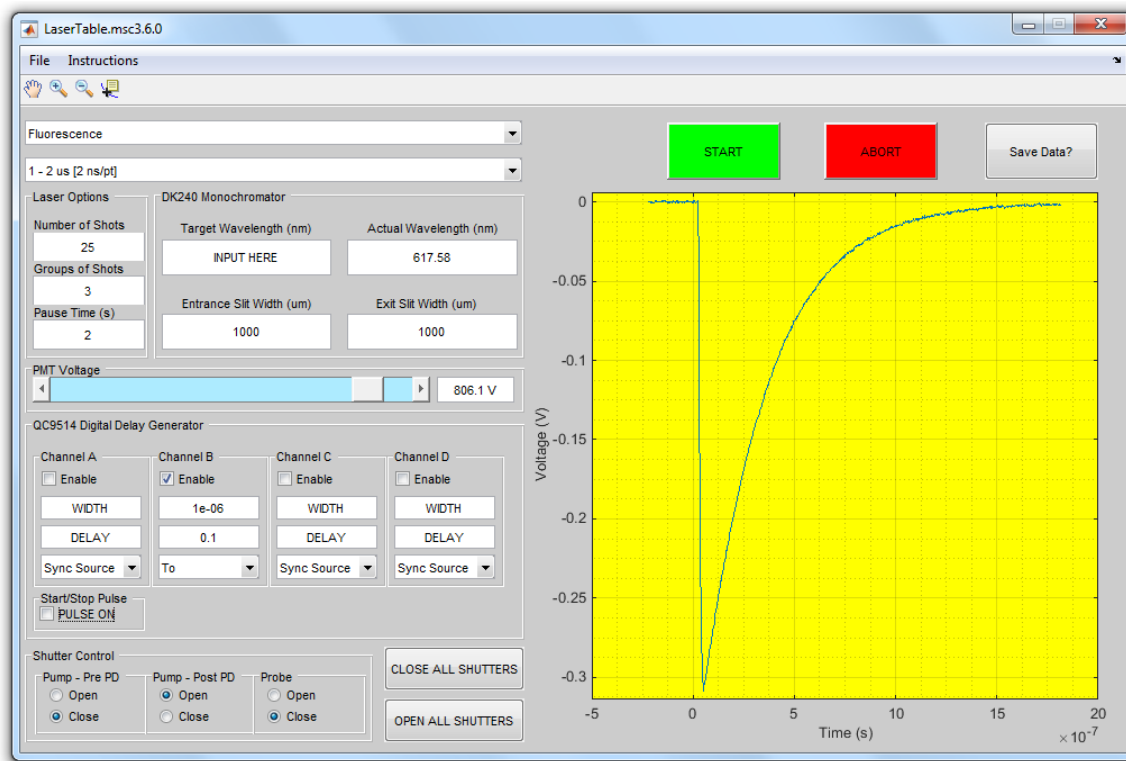 LaserTable.msc3.6.0
File Instructions
Fluorescence
1 - 2 us [2 ns/pt]
START
ABORT
Save Data?
Laser Options
Number of Shots
25
Groups of Shots
3
Pause Time (s)
2
DK240 Monochromator
Target Wavelength (nm) Actual Wavelength (nm)
INPUT HERE 617.58
Entrance Slit Width (um) Exit Slit Width (um)
1000 1000
PMT Voltage
806.1 V
QC9514 Digital Delay Generator
Channel A Channel B Channel C Channel D
Enable Enable Enable Enable
WIDTH 1e-06 WIDTH WIDTH
DELAY 0.1 DELAY DELAY
Sync Source To Sync Source Sync Source
Start/Stop Pulse
PULSE ON
Shutter Control
Pump - Pre PD Pump - Post PD Probe
Open Open Open
Close Close Close
CLOSE ALL SHUTTERS
OPEN ALL SHUTTERS
0
-0.05
-0.1
-0.15
-0.2
-0.25
-0.3
Voltage (V)
-5 0 5 10 15 20
Time (s)
× 10⁻⁷